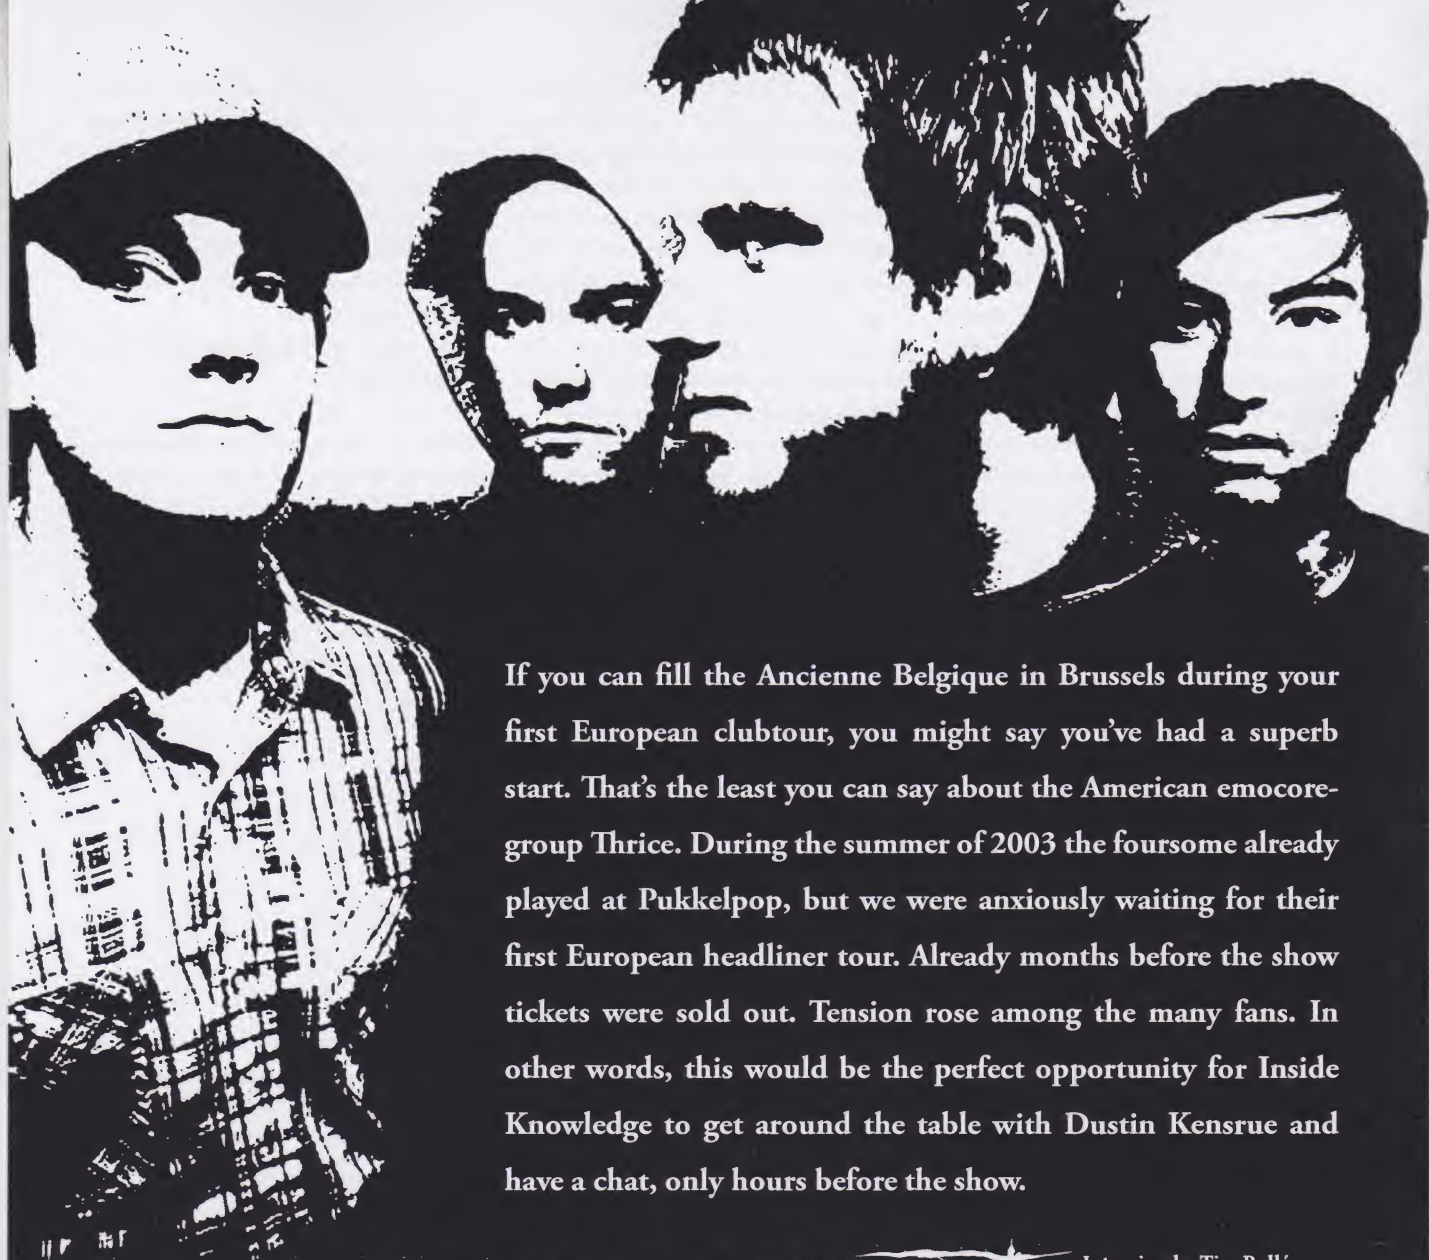 If you can fill the Ancienne Belgique in Brussels during your
first European clubtour, you might say you've had a superb
start. That's the least you can say about the American emocore-
group Thrice. During the summer of 2003 the foursome already
played at Pukkelpop, but we were anxiously waiting for their
first European headliner tour. Already months before the show
tickets were sold out. Tension rose among the many fans. In
other words, this would be the perfect opportunity for Inside
Knowledge to get around the table with Dustin Kensrue and
have a chat, only hours before the show.